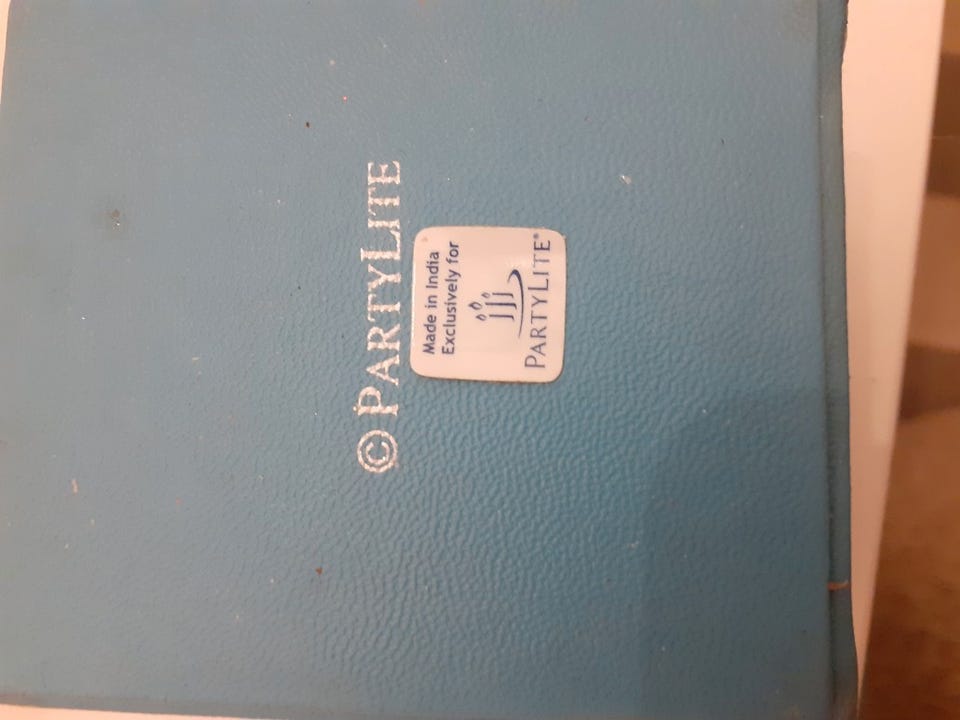 ©PARTYLITE
Made in India
Exclusively for
PARTYLITE®